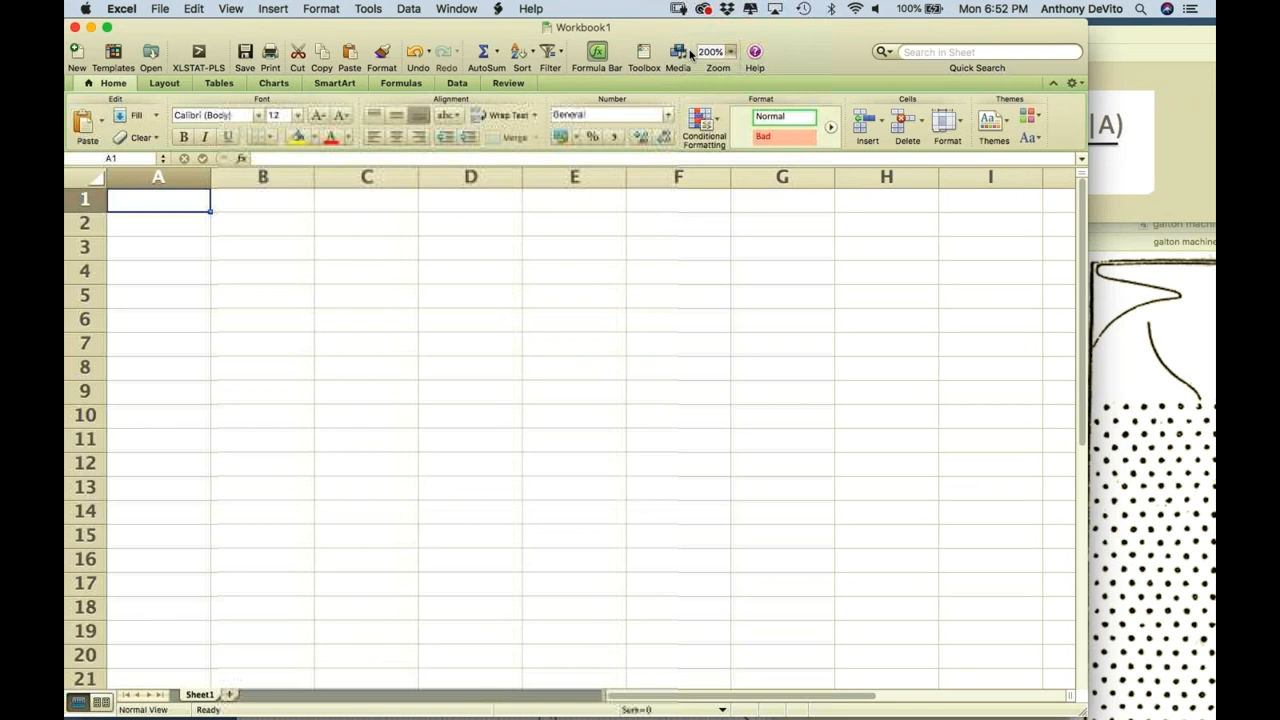 Excel File Edit View Insert Format Tools Data Window Help 100% Mon 6:52 PM Anthony DeVito
Workbook1
200% Search in Sheet
New Templates Open XLSTAT-PLS Save Print Cut Copy Paste Format Undo Redo AutoSum Sort Filter Formula Bar Toolbox Media Zoom Help Quick Search
Home Layout Tables Charts SmartArt Formulas Data Review
Edit Font Alignment Number Format Cells Themes
Fill Calibri (Body) 12 A A abc Wrap Text General Normal
|A)
Paste Clear B I U A Merge % Conditional Formatting Bad Insert Delete Format Themes Aa
A1 fx
A B C D E F G H I
1
2
galton machine
3
galton machine
4
5
6
7
8
9
10
11
12
13
14
15
16
17
18
19
20
21
Sheet1
Normal View Ready Sum=0